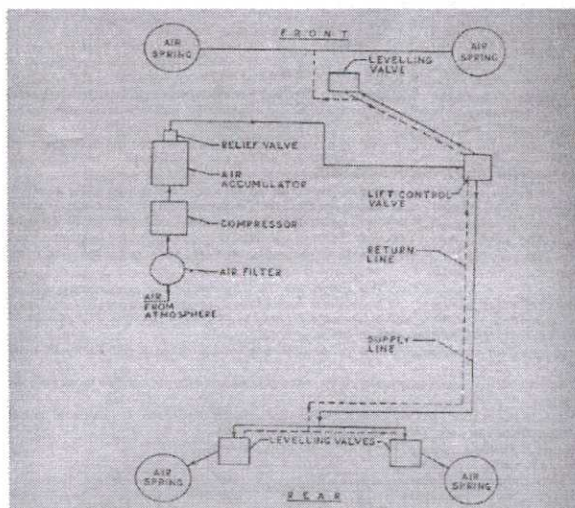 FRONT
AIR
SPRING
AIR
SPRING
LEVELLING
VALVE
RELIEF VALVE
AIR
ACCUMULATOR
LIFT CONTROL
VALVE
COMPRESSOR
RETURN
LINE
AIR FILTER
AIR
FROM
ATMOSPHERE
SUPPLY
LINE
LEVELLING VALVES
AIR
SPRING
AIR
SPRING
REAR